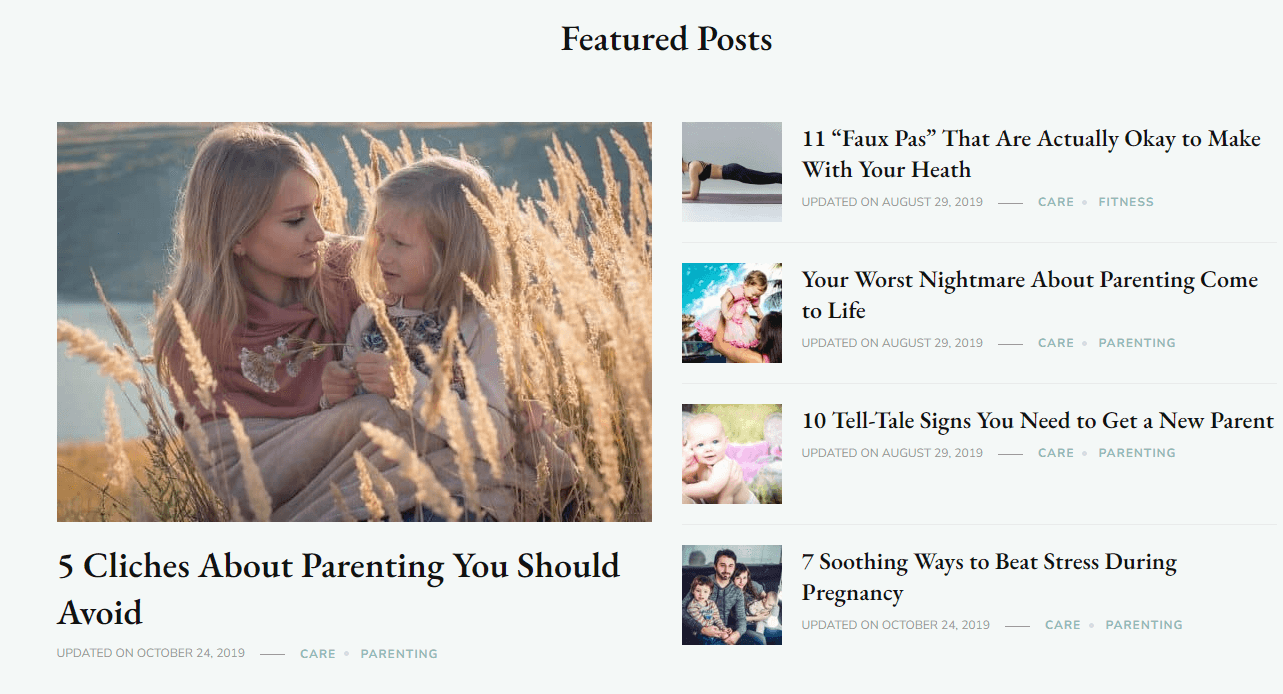 Featured Posts
5 Cliches About Parenting You Should
Avoid
UPDATED ON OCTOBER 24, 2019 CARE PARENTING
11 “Faux Pas” That Are Actually Okay to Make
With Your Heath
UPDATED ON AUGUST 29, 2019 CARE FITNESS
Your Worst Nightmare About Parenting Come
to Life
UPDATED ON AUGUST 29, 2019 CARE PARENTING
10 Tell-Tale Signs You Need to Get a New Parent
UPDATED ON AUGUST 29, 2019 CARE PARENTING
7 Soothing Ways to Beat Stress During
Pregnancy
UPDATED ON OCTOBER 24, 2019 CARE PARENTING